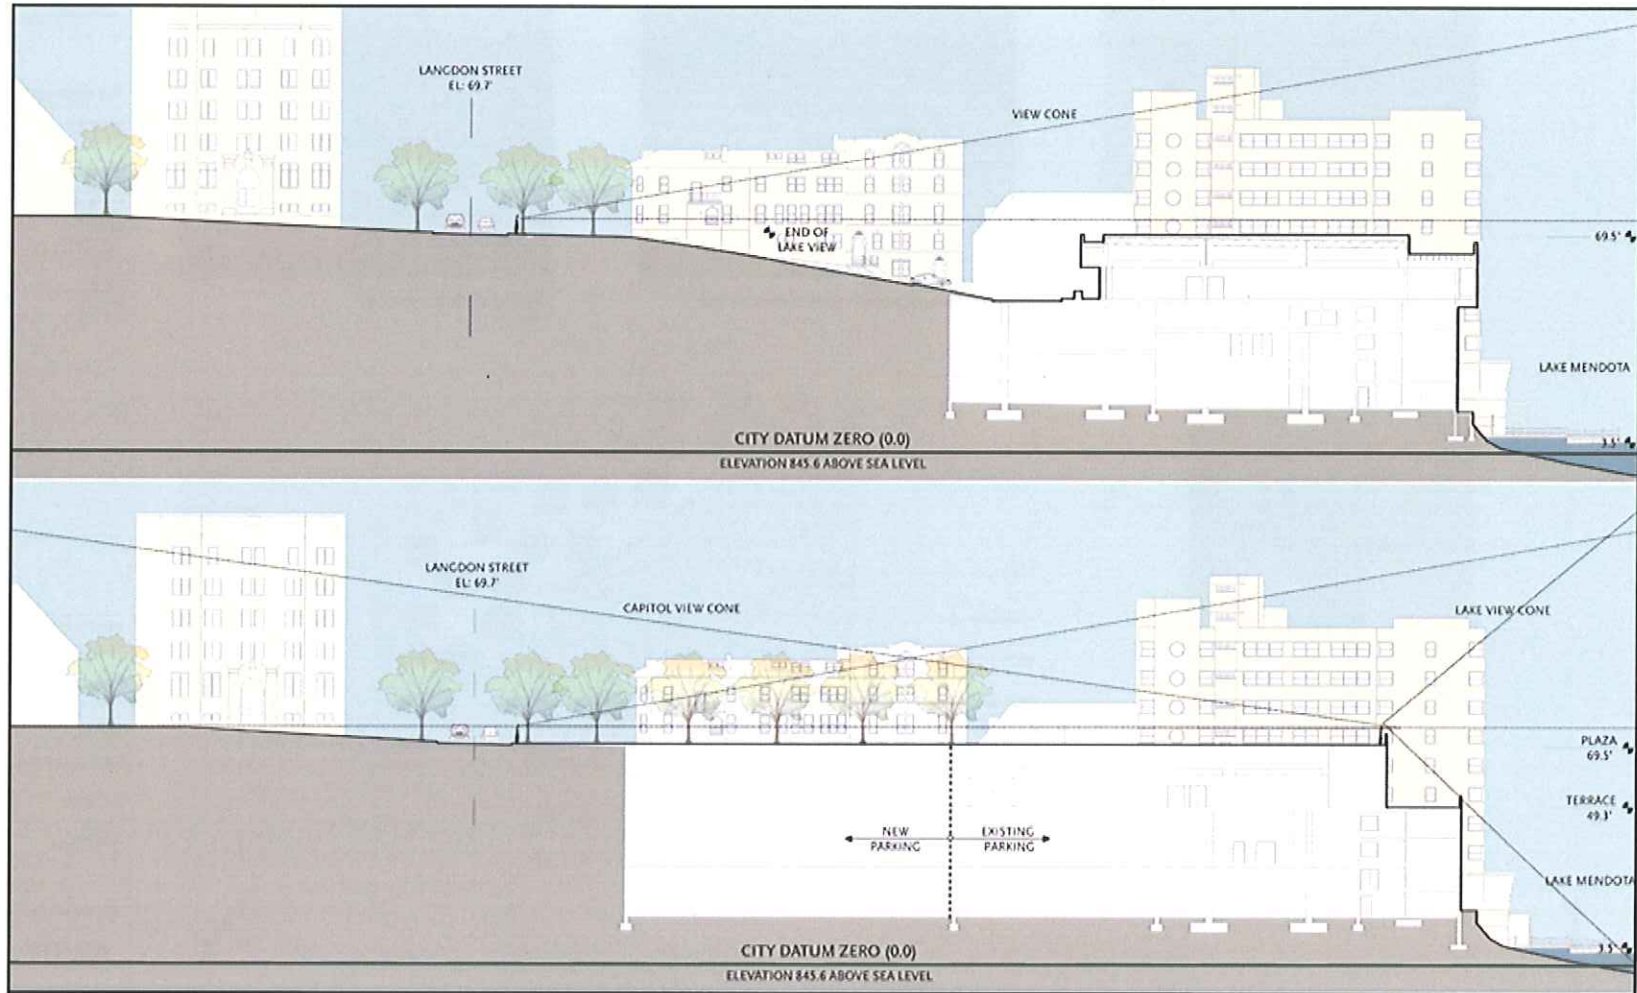 LANGDON STREET
EL: 69.7'
VIEW CONE
END OF
LAKE VIEW
69.5'
LAKE MENDOTA
3.5'
CITY DATUM ZERO (0.0)
ELEVATION 845.6 ABOVE SEA LEVEL
LANGDON STREET
EL: 69.7'
CAPITOL VIEW CONE
LAKE VIEW CONE
PLAZA
69.5'
TERRACE
49.3'
NEW
PARKING
EXISTING
PARKING
LAKE MENDOTA
3.5'
CITY DATUM ZERO (0.0)
ELEVATION 845.6 ABOVE SEA LEVEL